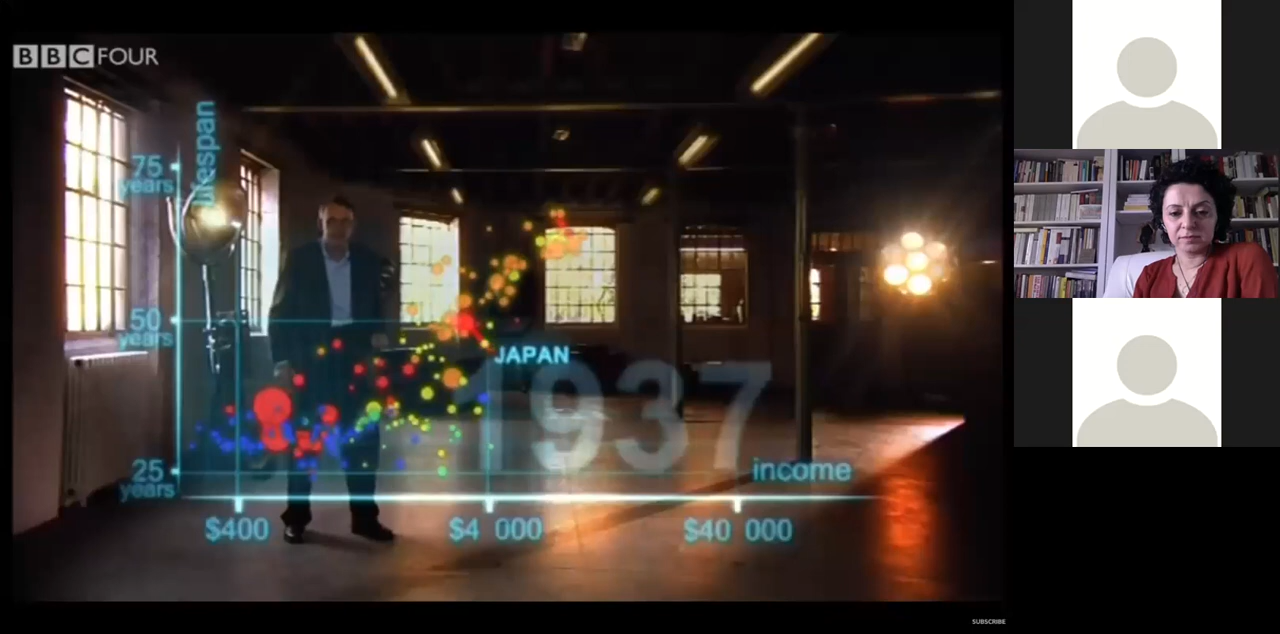 BBC FOUR
lifespan
75
years
50
years
25
years
JAPAN
1937
income
$400
$4 000
$40 000
SUBSCRIBE